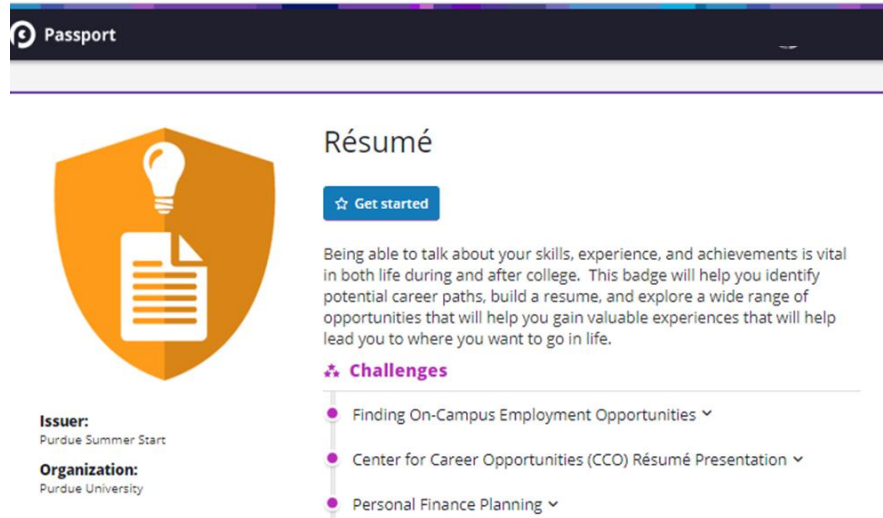 Passport
Résumé
Get started
Being able to talk about your skills, experience, and achievements is vital
in both life during and after college.  This badge will help you identify
potential career paths, build a resume, and explore a wide range of
opportunities that will help you gain valuable experiences that will help
lead you to where you want to go in life.
Challenges
Finding On-Campus Employment Opportunities
Center for Career Opportunities (CCO) Résumé Presentation
Personal Finance Planning
Issuer:
Purdue Summer Start
Organization:
Purdue University